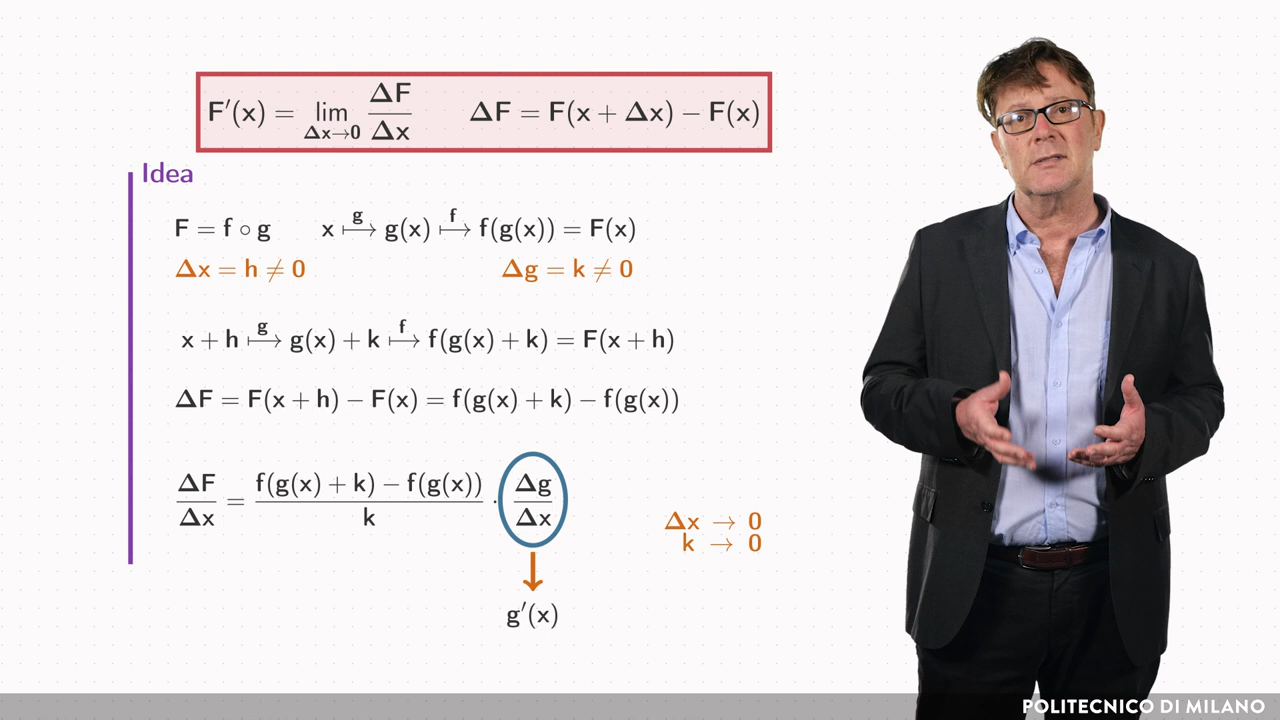 F′(x) = lim Δx→0 ΔF/Δx    ΔF = F(x + Δx) − F(x)
Idea
F = f ∘ g    x ⟼ᵍ g(x) ⟼ᶠ f(g(x)) = F(x)
Δx = h ≠ 0    Δg = k ≠ 0
x + h ⟼ᵍ g(x) + k ⟼ᶠ f(g(x) + k) = F(x + h)
ΔF = F(x + h) − F(x) = f(g(x) + k) − f(g(x))
ΔF/Δx = (f(g(x) + k) − f(g(x)))/k · Δg/Δx
Δx → 0
k → 0
g′(x)
POLITECNICO DI MILANO